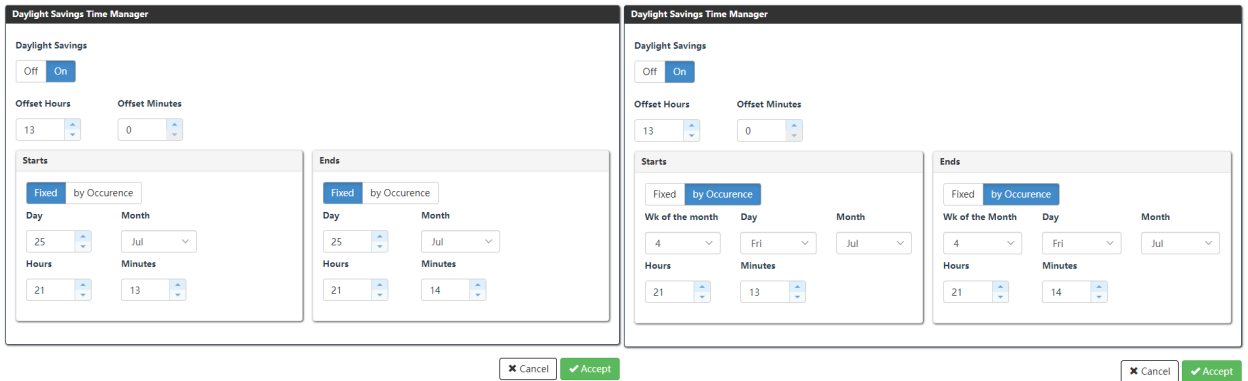 Daylight Savings Time Manager
Daylight Savings
Off On
Offset Hours Offset Minutes
13 0
Starts
Fixed by Occurence
Day Month
25 Jul
Hours Minutes
21 13
Ends
Fixed by Occurence
Day Month
25 Jul
Hours Minutes
21 14
Cancel Accept
Daylight Savings Time Manager
Daylight Savings
Off On
Offset Hours Offset Minutes
13 0
Starts
Fixed by Occurence
Wk of the month Day Month
4 Fri Jul
Hours Minutes
21 13
Ends
Fixed by Occurence
Wk of the Month Day Month
4 Fri Jul
Hours Minutes
21 14
Cancel Accept